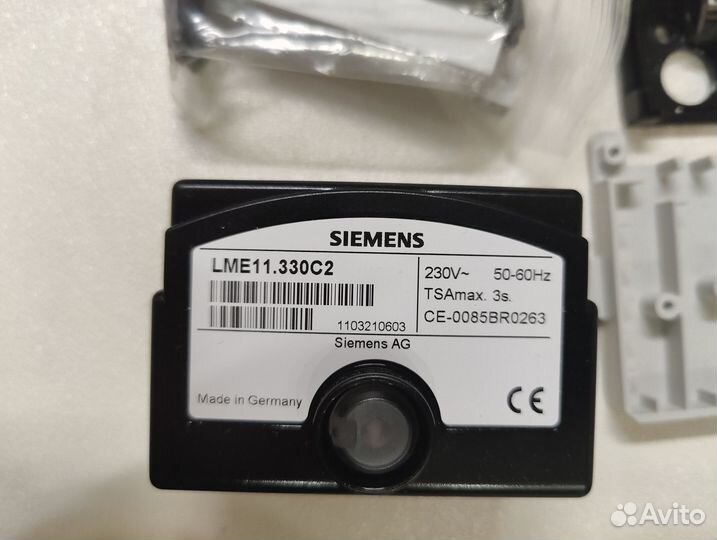 SIEMENS
LME11.330C2
230V~ 50-60Hz
TSAmax. 3s.
CE-0085BR0263
1103210603
Siemens AG
Made in Germany
CE
Avito